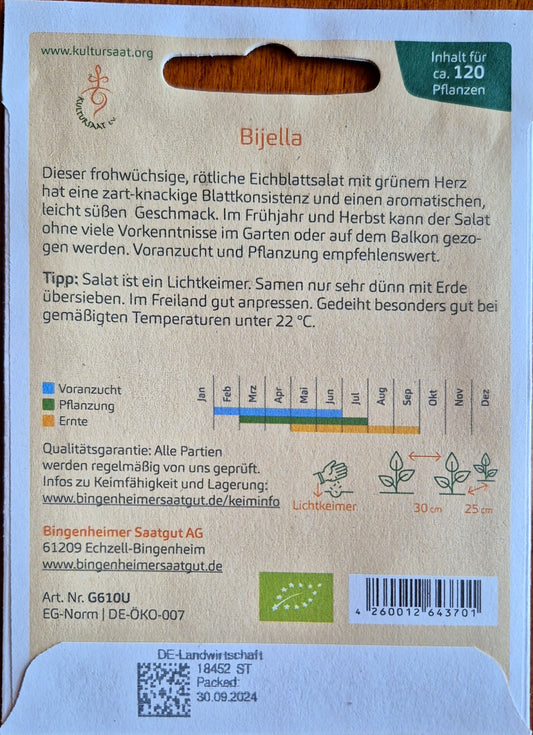 www.kultursaat.org
KULTURSAAT e.V.
Inhalt für
ca. 120
Pflanzen
Bijella
Dieser frohwüchsige, rötliche Eichblattsalat mit grünem Herz
hat eine zart-knackige Blattkonsistenz und einen aromatischen,
leicht süßen Geschmack. Im Frühjahr und Herbst kann der Salat
ohne viele Vorkenntnisse im Garten oder auf dem Balkon gezo-
gen werden. Voranzucht und Pflanzung empfehlenswert.
Tipp: Salat ist ein Lichtkeimer. Samen nur sehr dünn mit Erde
übersieben. Im Freiland gut anpressen. Gedeiht besonders gut bei
gemäßigten Temperaturen unter 22 °C.
Jan Feb Mrz Apr Mai Jun Jul Aug Sep Okt Nov Dez
Voranzucht
Pflanzung
Ernte
Qualitätsgarantie: Alle Partien
werden regelmäßig von uns geprüft.
Infos zu Keimfähigkeit und Lagerung:
www.bingenheimersaatgut.de/keiminfo
Lichtkeimer
30 cm
25 cm
Bingenheimer Saatgut AG
61209 Echzell-Bingenheim
www.bingenheimersaatgut.de
Art. Nr. G610U
EG-Norm | DE-ÖKO-007
4 260012 643701
DE-Landwirtschaft
18452 ST
Packed:
30.09.2024